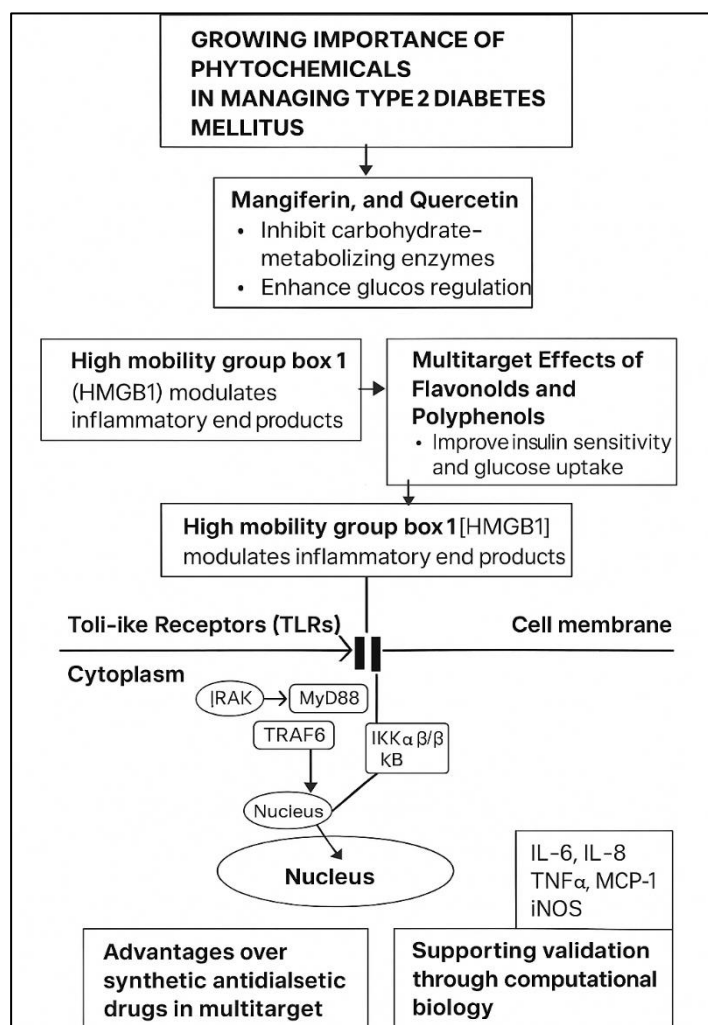 GROWING IMPORTANCE OF
PHYTOCHEMICALS
IN MANAGING TYPE 2 DIABETES
MELLITUS
Mangiferin, and Quercetin
• Inhibit carbohydrate-
metabolizing enzymes
• Enhance glucos regulation
High mobility group box 1
(HMGB1) modulates
inflammatory end products
Multitarget Effects of
Flavonolds and
Polyphenols
• Improve insulin sensitivity
and glucose uptake
High mobility group box 1 [HMGB1]
modulates inflammatory end products
Toli-ike Receptors (TLRs)
Cell membrane
Cytoplasm
ĮRAK
MyD88
TRAF6
IKKα β/β
ĶB
Nucieus
Nucleus
IL-6, IL-8
TNFα, MCP-1
iNOS
Advantages over
synthetic antidialsetic
drugs in multitarget
Supporting validation
through computational
biology